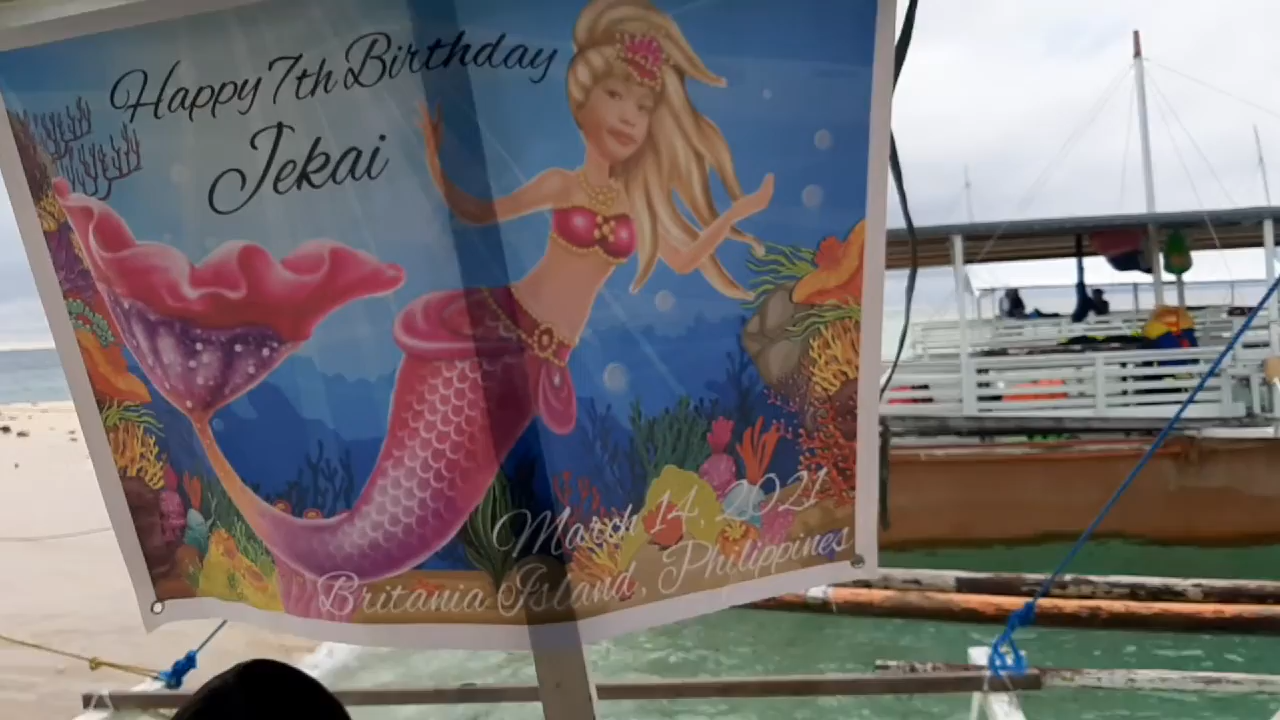 Happy 7th Birthday
Jekai
March 14, 2021
Britania Island, Philippines